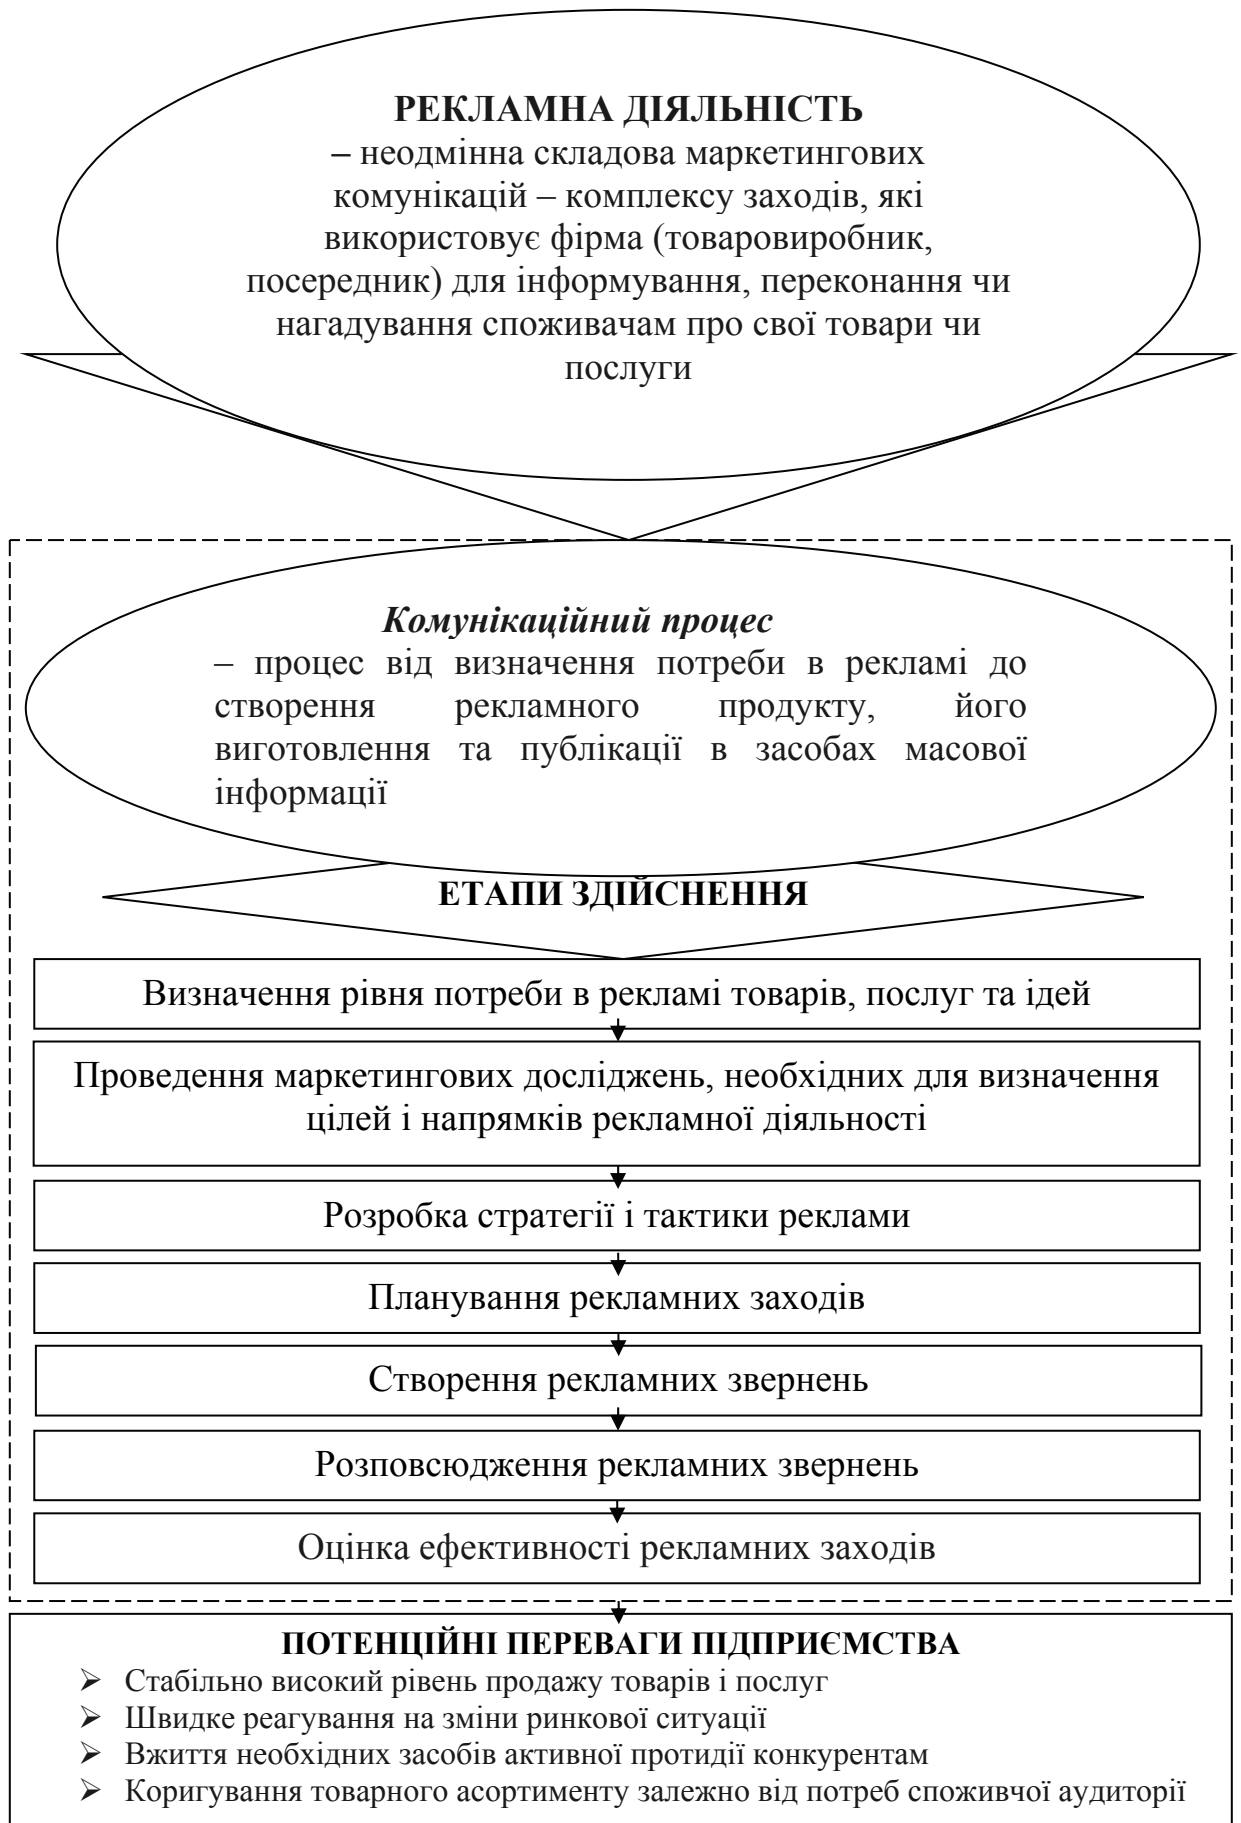 РЕКЛАМНА ДІЯЛЬНІСТЬ
– неодмінна складова маркетингових
комунікацій – комплексу заходів, які
використовує фірма (товаровиробник,
посередник) для інформування, переконання чи
нагадування споживачам про свої товари чи
послуги
Комунікаційний процес
– процес від визначення потреби в рекламі до
створення рекламного продукту, його
виготовлення та публікації в засобах масової
інформації
ЕТАПИ ЗДІЙСНЕННЯ
Визначення рівня потреби в рекламі товарів, послуг та ідей
Проведення маркетингових досліджень, необхідних для визначення
цілей і напрямків рекламної діяльності
Розробка стратегії і тактики реклами
Планування рекламних заходів
Створення рекламних звернень
Розповсюдження рекламних звернень
Оцінка ефективності рекламних заходів
ПОТЕНЦІЙНІ ПЕРЕВАГИ ПІДПРИЄМСТВА
➢ Стабільно високий рівень продажу товарів і послуг
➢ Швидке реагування на зміни ринкової ситуації
➢ Вжиття необхідних засобів активної протидії конкурентам
➢ Коригування товарного асортименту залежно від потреб споживчої аудиторії